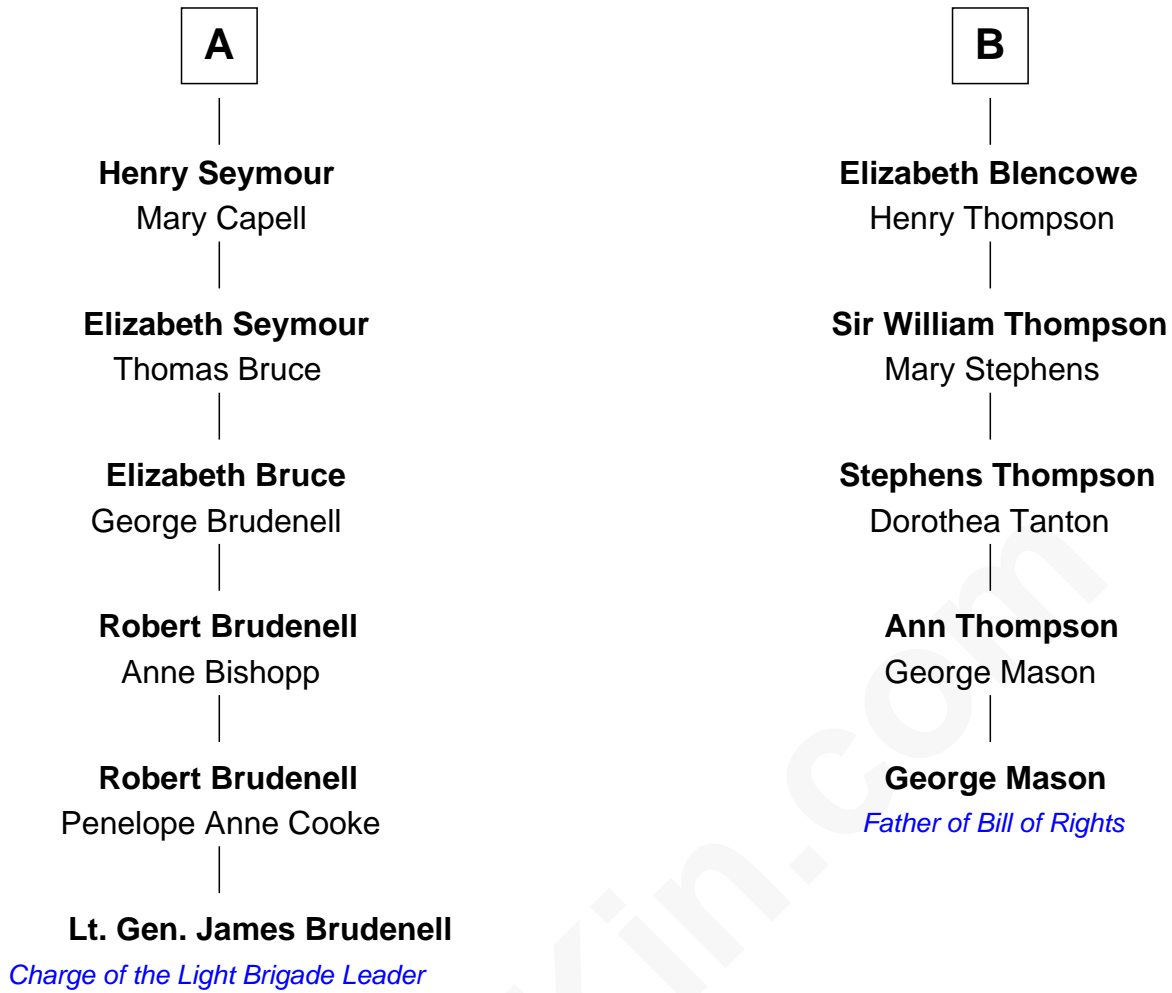 A
Henry Seymour
Mary Capell
Elizabeth Seymour
Thomas Bruce
Elizabeth Bruce
George Brudenell
Robert Brudenell
Anne Bishopp
Robert Brudenell
Penelope Anne Cooke
Lt. Gen. James Brudenell
Charge of the Light Brigade Leader
B
Elizabeth Blencowe
Henry Thompson
Sir William Thompson
Mary Stephens
Stephens Thompson
Dorothea Tanton
Ann Thompson
George Mason
George Mason
Father of Bill of Rights